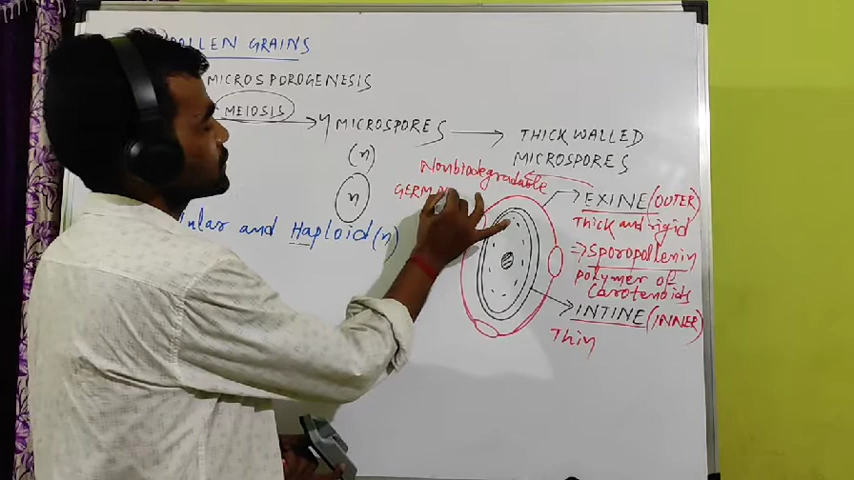 POLLEN GRAINS
MICROSPOROGENESIS
MEIOSIS
4 MICROSPORES
(n)
n
and Haploid (n)
THICK WALLED
MICROSPORES
Nonbiodegradable
EXINE (OUTER)
Thick and rigid
⇒ Sporopollenin
polymer of
Carotenoids
INTINE (INNER)
Thin